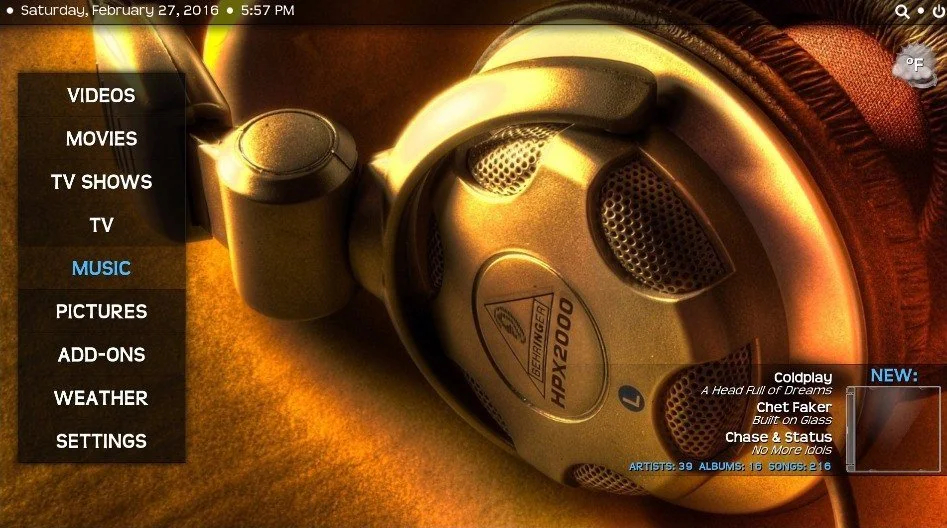 • Saturday, February 27, 2016 • 5:57 PM
°F
VIDEOS
MOVIES
TV SHOWS
TV
MUSIC
PICTURES
ADD-ONS
WEATHER
SETTINGS
BEHRINGER
HPX2000
L
NEW:
Coldplay
A Head Full of Dreams
Chet Faker
Built on Glass
Chase & Status
No More Idols
ARTISTS: 39 ALBUMS: 16 SONGS: 216